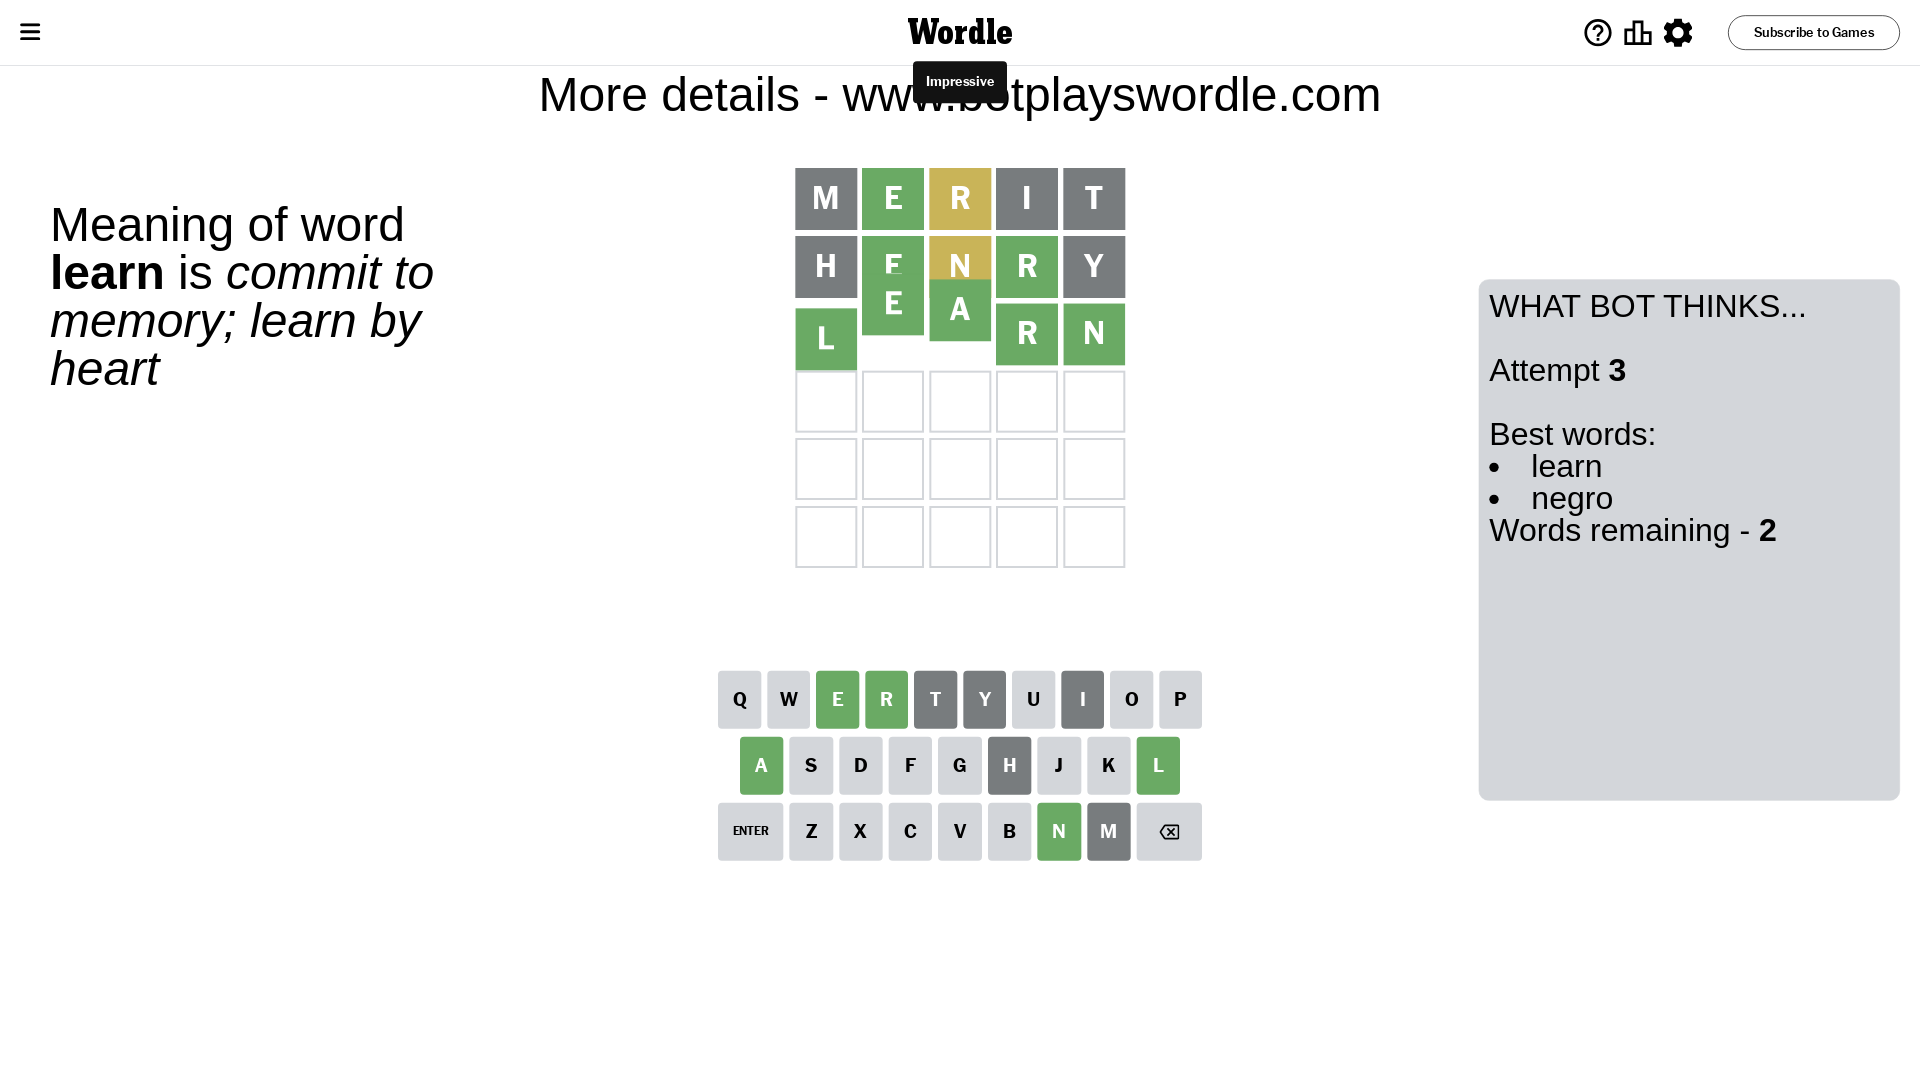 Wordle
Subscribe to Games
Impressive
More details - www.botplayswordle.com
Meaning of word
learn is commit to
memory; learn by
heart
M E R I T
H E N R Y
L E A R N
WHAT BOT THINKS...
Attempt 3
Best words:
• learn
• negro
Words remaining - 2
Q W E R T Y U I O P
A S D F G H J K L
ENTER Z X C V B N M